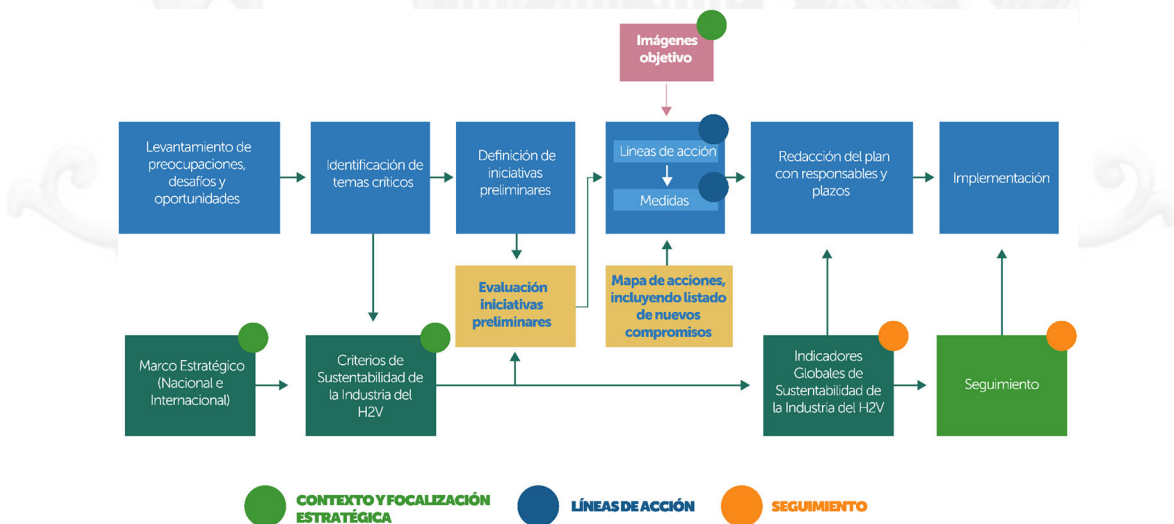 Imágenes
objetivo
Levantamiento de
preocupaciones,
desafíos y
oportunidades
Identificación de
temas críticos
Definición de
iniciativas
preliminares
Líneas de acción
Medidas
Redacción del plan
con responsables y
plazos
Implementación
Evaluación
iniciativas
preliminares
Mapa de acciones,
incluyendo listado
de nuevos
compromisos
Marco Estratégico
(Nacional e
Internacional)
Criterios de
Sustentabilidad de
la Industria del
H2V
Indicadores
Globales de
Sustentabilidad de
la Industria del H2V
Seguimiento
CONTEXTO Y FOCALIZACIÓN
ESTRATÉGICA
LÍNEAS DE ACCIÓN
SEGUIMIENTO